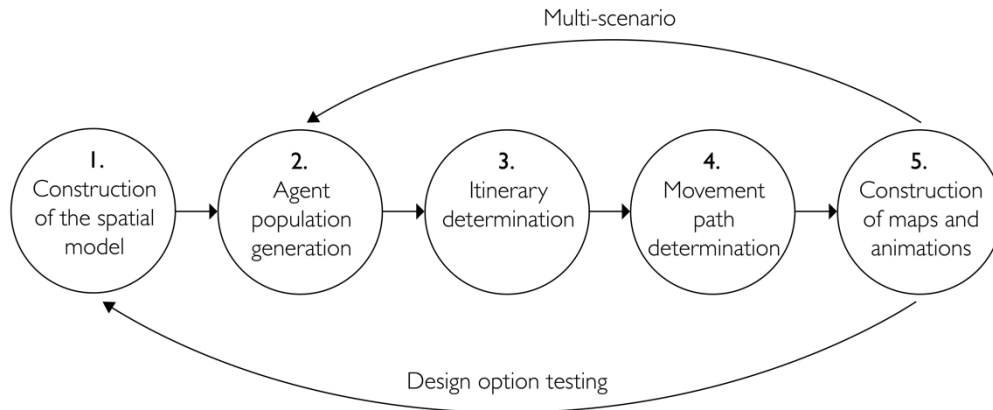 Multi-scenario
1.
Construction
of the spatial
model
2.
Agent
population
generation
3.
Itinerary
determination
4.
Movement
path
determination
5.
Construction
of maps and
animations
Design option testing